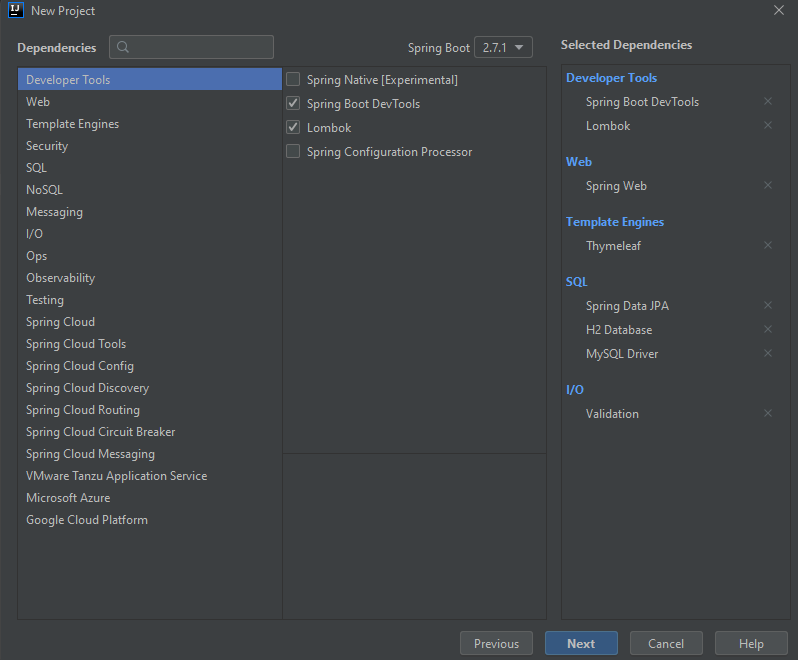 New Project
Dependencies
Spring Boot 2.7.1
Selected Dependencies
Developer Tools
Web
Template Engines
Security
SQL
NoSQL
Messaging
I/O
Ops
Observability
Testing
Spring Cloud
Spring Cloud Tools
Spring Cloud Config
Spring Cloud Discovery
Spring Cloud Routing
Spring Cloud Circuit Breaker
Spring Cloud Messaging
VMware Tanzu Application Service
Microsoft Azure
Google Cloud Platform
Spring Native [Experimental]
Spring Boot DevTools
Lombok
Spring Configuration Processor
Developer Tools
Spring Boot DevTools
Lombok
Web
Spring Web
Template Engines
Thymeleaf
SQL
Spring Data JPA
H2 Database
MySQL Driver
I/O
Validation
Previous
Next
Cancel
Help